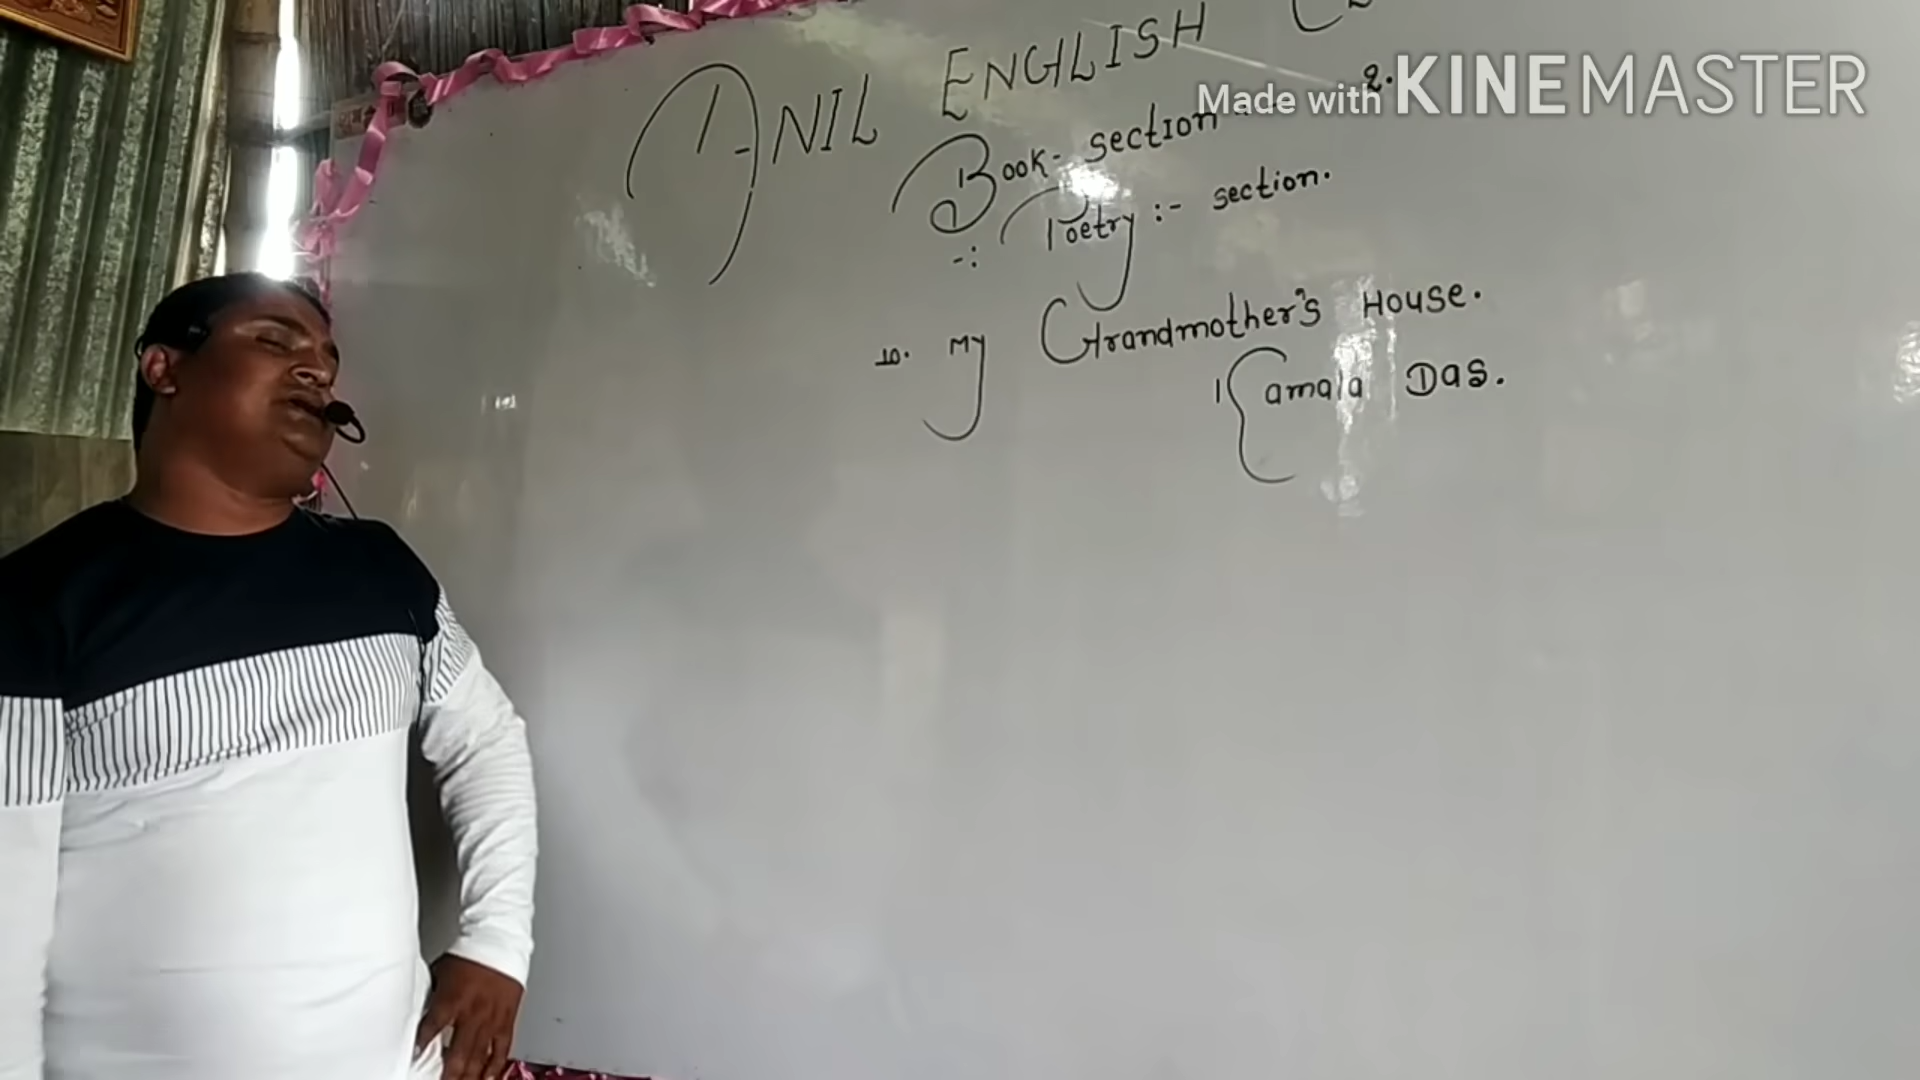 ANIL ENGLISH
Made with KINEMASTER
Book- section - 2.
-: Poetry :- section.
10. My Grandmother's House.
Kamala Das.